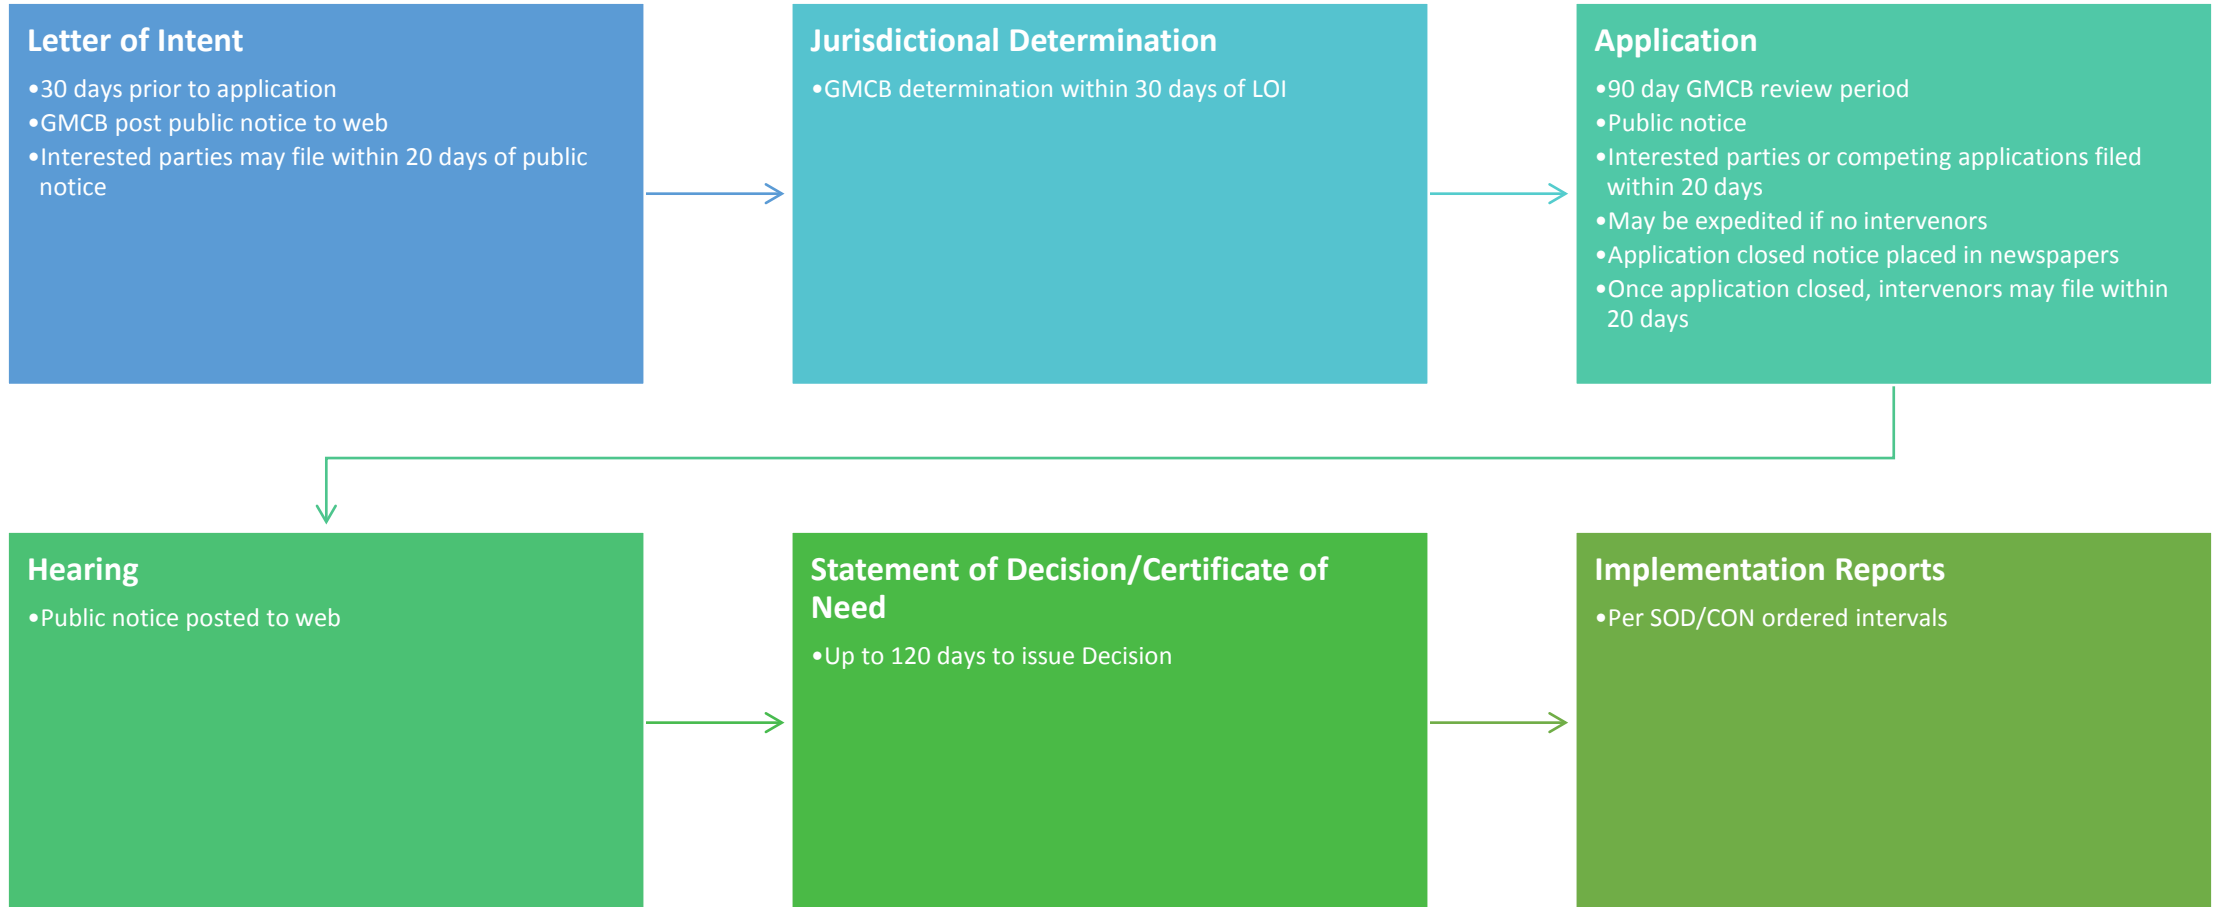 Letter of Intent
•30 days prior to application
•GMCB post public notice to web
•Interested parties may file within 20 days of public
notice
Jurisdictional Determination
•GMCB determination within 30 days of LOI
Application
•90 day GMCB review period
•Public notice
•Interested parties or competing applications filed
within 20 days
•May be expedited if no intervenors
•Application closed notice placed in newspapers
•Once application closed, intervenors may file within
20 days
Hearing
•Public notice posted to web
Statement of Decision/Certificate of
Need
•Up to 120 days to issue Decision
Implementation Reports
•Per SOD/CON ordered intervals